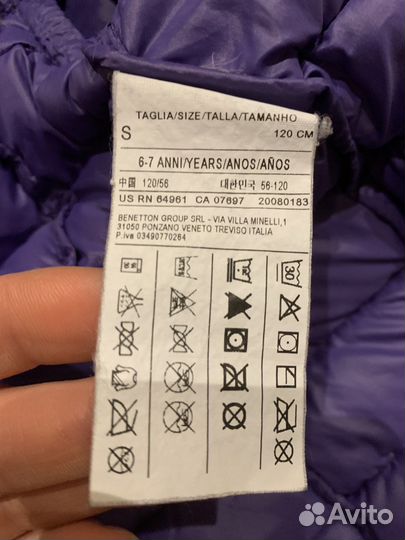 TAGLIA/SIZE/TALLA/TAMANHO
S 120 CM
6-7 ANNI/YEARS/ANOS/AÑOS
中国 120/56 대한민국 56-120
US RN 64961 CA 07697 20080183
BENETTON GROUP SRL - VIA VILLA MINELLI,1
31050 PONZANO VENETO TREVISO ITALIA
P.iva 03490770264
30
Avito